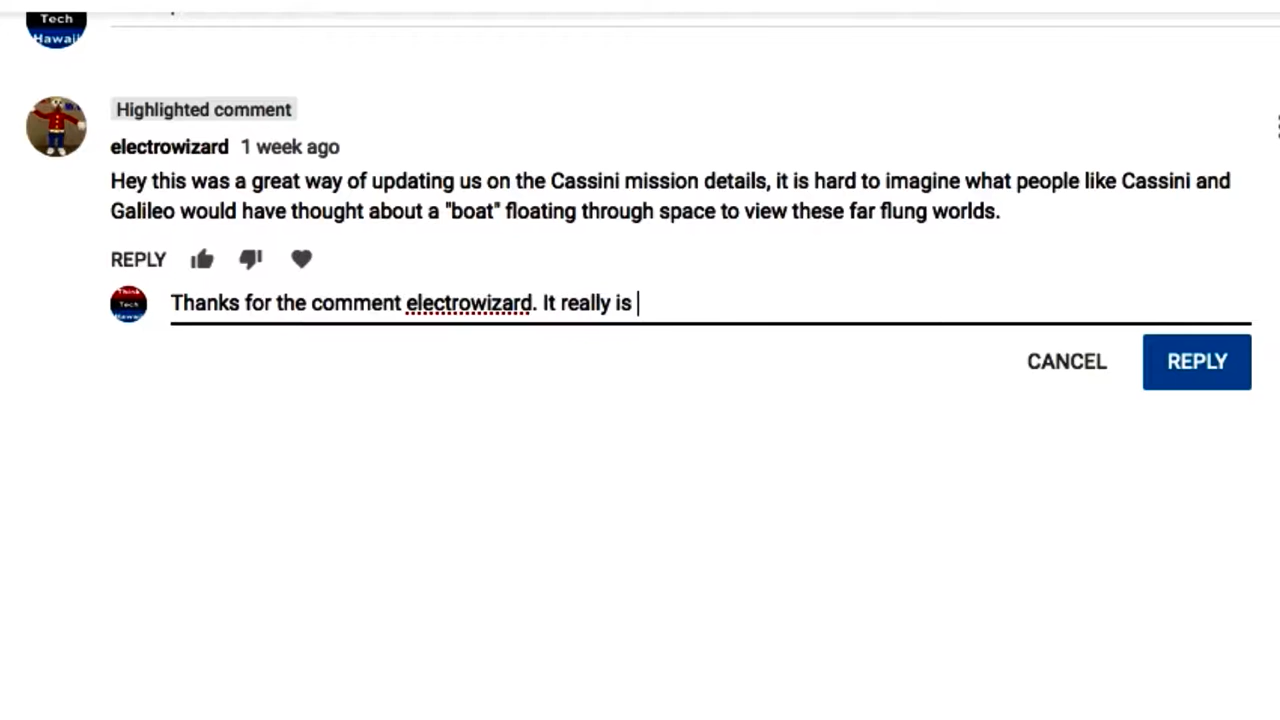 Tech
Hawaii
Highlighted comment
electrowizard 1 week ago
Hey this was a great way of updating us on the Cassini mission details, it is hard to imagine what people like Cassini and
Galileo would have thought about a "boat" floating through space to view these far flung worlds.
REPLY
Think
Tech
Hawaii
Thanks for the comment electrowizard. It really is
CANCEL REPLY